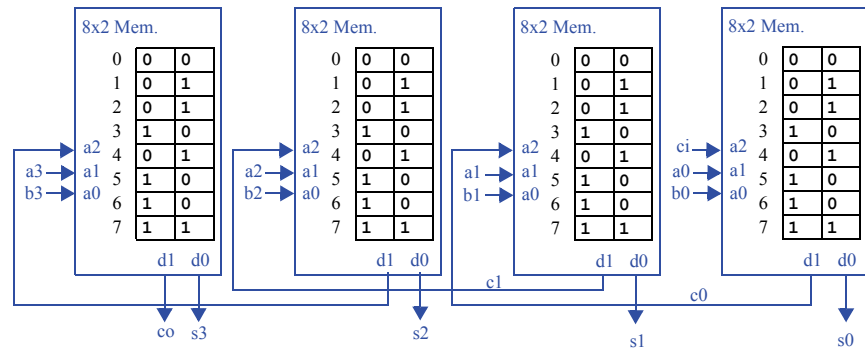 8x2 Mem. 8x2 Mem. 8x2 Mem. 8x2 Mem.
0 0 0 0 0 0 0 0 0 0 0 0
1 0 1 1 0 1 1 0 1 1 0 1
2 0 1 2 0 1 2 0 1 2 0 1
3 1 0 3 1 0 3 1 0 3 1 0
a2 4 0 1 a2 4 0 1 a2 4 0 1 ci a2 4 0 1
a3 a1 5 1 0 a2 a1 5 1 0 a1 a1 5 1 0 a0 a1 5 1 0
b3 a0 6 1 0 b2 a0 6 1 0 b1 a0 6 1 0 b0 a0 6 1 0
7 1 1 7 1 1 7 1 1 7 1 1
d1 d0 d1 d0 d1 d0 d1 d0
c1 c0
co s3 s2 s1 s0